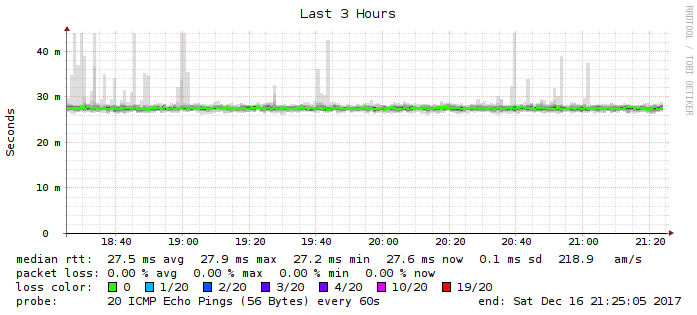 Last 3 Hours
RRDTOOL / TOBI OETIKER
Seconds
40 m
30 m
20 m
10 m
0
18:40 19:00 19:20 19:40 20:00 20:20 20:40 21:00 21:20
median rtt: 27.5 ms avg 27.9 ms max 27.2 ms min 27.6 ms now 0.1 ms sd 218.9 am/s
packet loss: 0.00 % avg 0.00 % max 0.00 % min 0.00 % now
loss color: 0 1/20 2/20 3/20 4/20 10/20 19/20
probe: 20 ICMP Echo Pings (56 Bytes) every 60s end: Sat Dec 16 21:25:05 2017